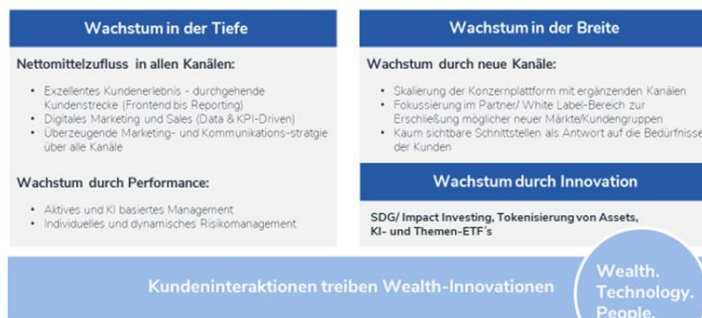 Wachstum in der Tiefe
Nettomittelzufluss in allen Kanälen:
• Exzellentes Kundenerlebnis - durchgehende
Kundenstrecke (Frontend bis Reporting)
• Digitales Marketing und Sales (Data & KPI-Driven)
• Überzeugende Marketing- und Kommunikations-stratgie
über alle Kanäle
Wachstum durch Performance:
• Aktives und KI basiertes Management
• Individuelles und dynamisches Risikomanagement
Wachstum in der Breite
Wachstum durch neue Kanäle:
• Skalierung der Konzernplattform mit ergänzenden Kanälen
• Fokussierung im Partner/ White Label-Bereich zur
Erschließung möglicher neuer Märkte/Kundengruppen
• Kaum sichtbare Schnittstellen als Antwort auf die Bedürfnisse
der Kunden
Wachstum durch Innovation
SDG/ Impact Investing, Tokenisierung von Assets,
KI- und Themen-ETF´s
Kundeninteraktionen treiben Wealth-Innovationen
Wealth.
Technology.
People.